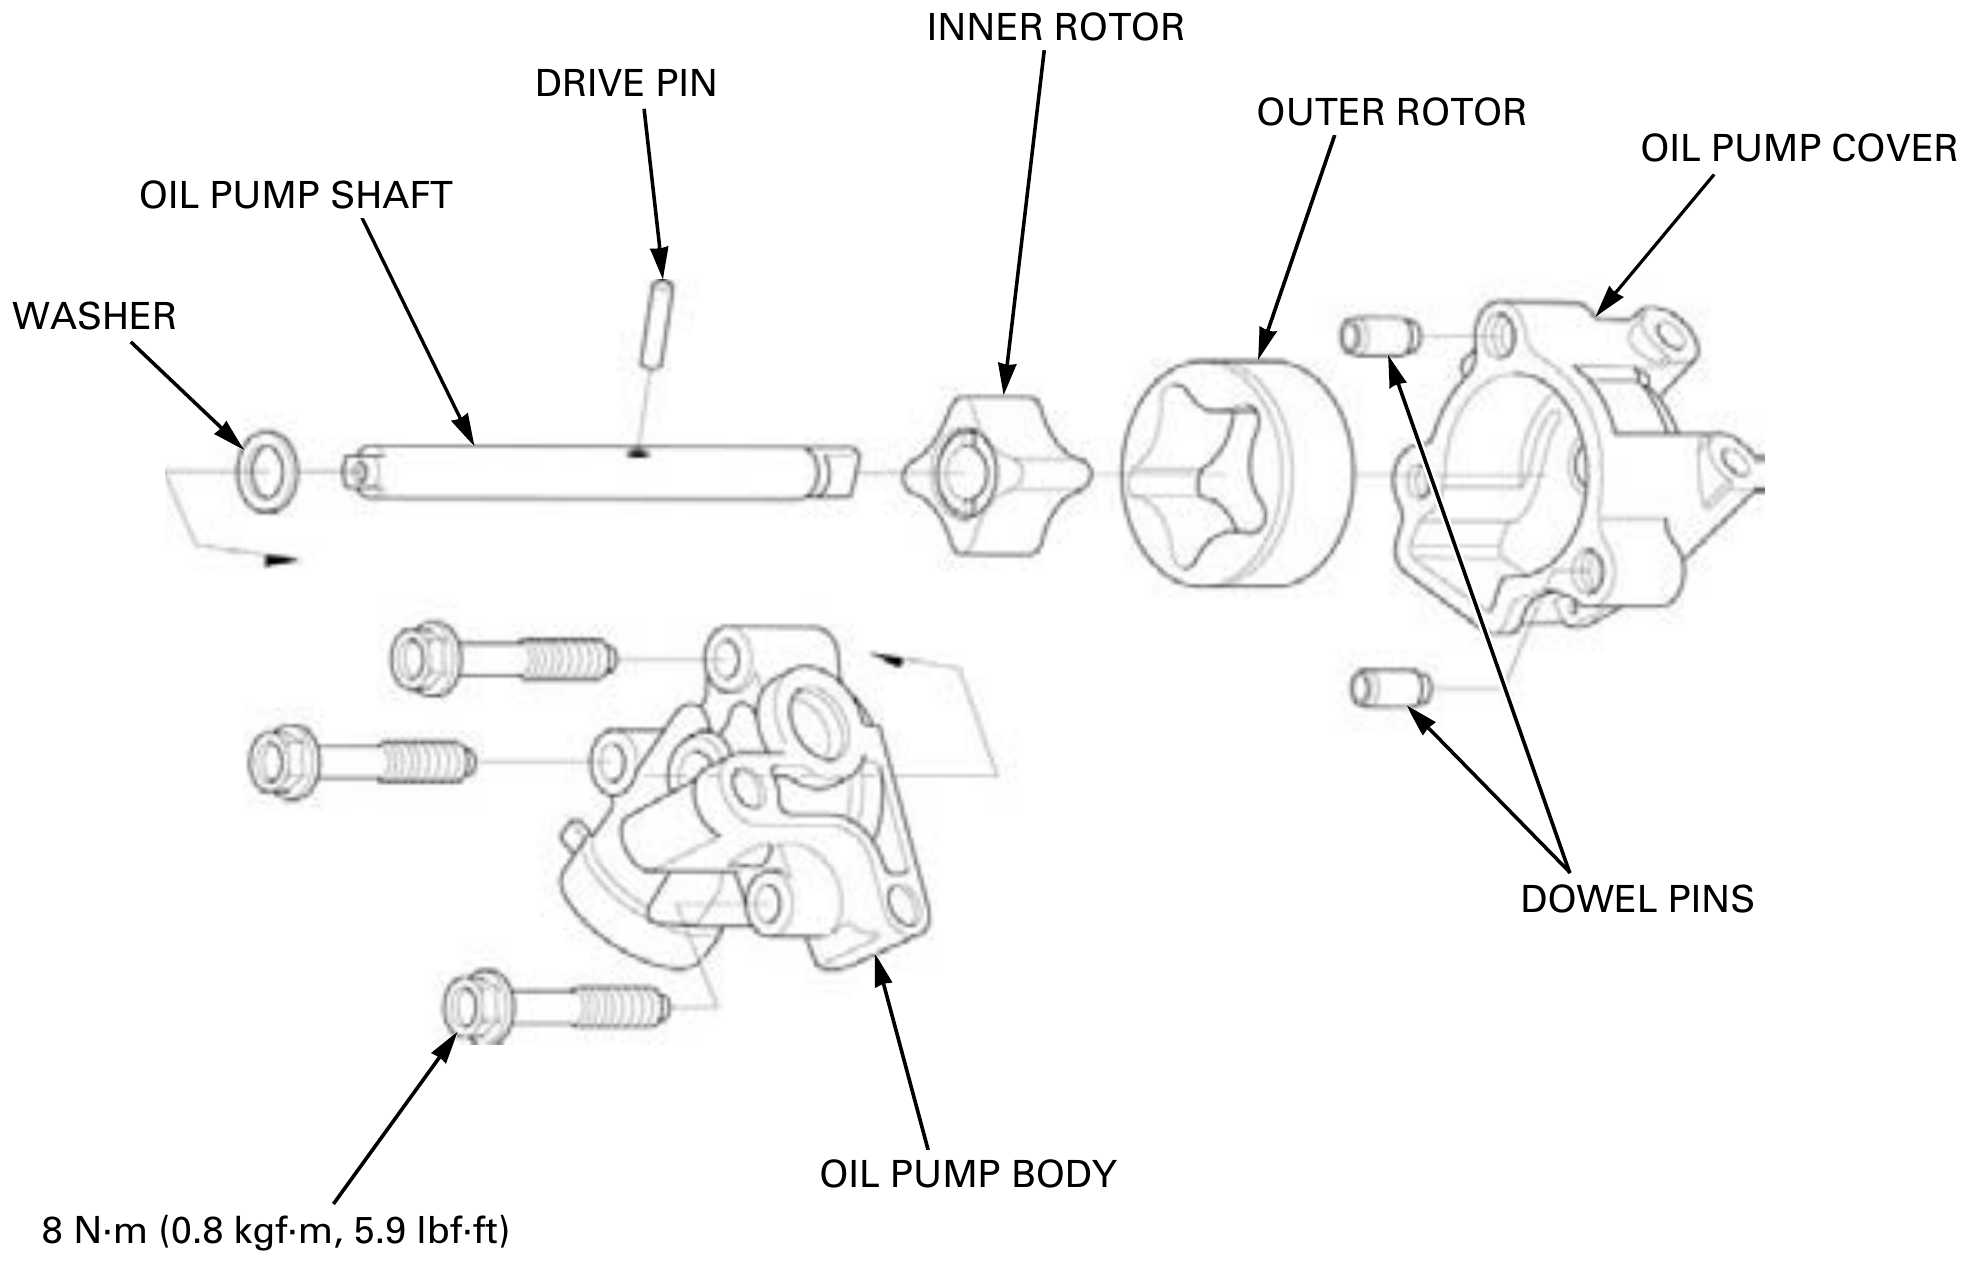 INNER ROTOR
DRIVE PIN
OUTER ROTOR
OIL PUMP COVER
OIL PUMP SHAFT
WASHER
DOWEL PINS
OIL PUMP BODY
8 N·m (0.8 kgf·m, 5.9 lbf·ft)